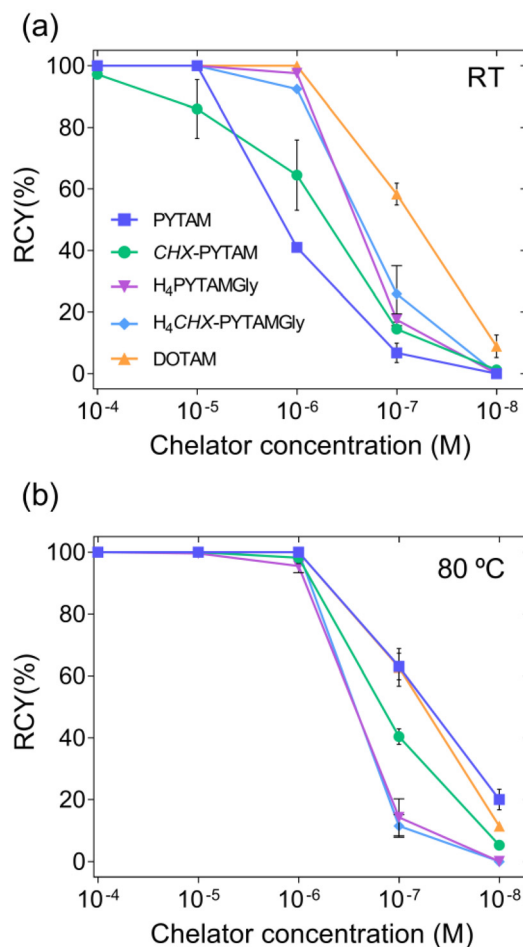 (a)
RT
100
80
60
40
20
0
RCY(%)
PYTAM
CHX-PYTAM
H₄PYTAMGly
H₄CHX-PYTAMGly
DOTAM
10⁻⁴ 10⁻⁵ 10⁻⁶ 10⁻⁷ 10⁻⁸
Chelator concentration (M)
(b)
80 ºC
100
80
60
40
20
0
RCY(%)
10⁻⁴ 10⁻⁵ 10⁻⁶ 10⁻⁷ 10⁻⁸
Chelator concentration (M)